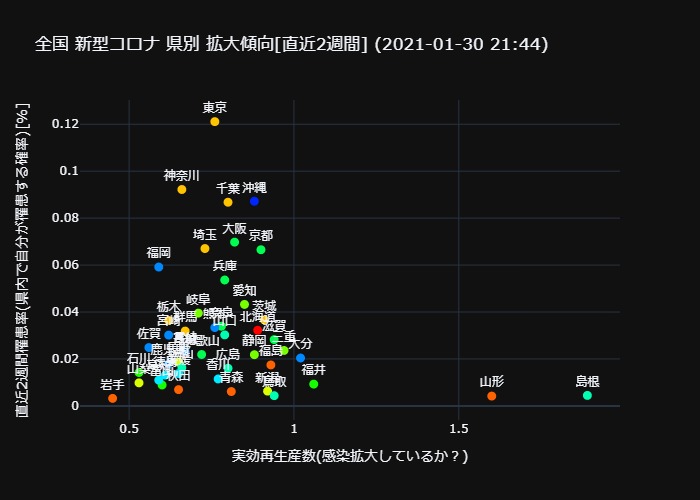 全国 新型コロナ 県別 拡大傾向[直近2週間] (2021-01-30 21:44)
直近2週間罹患率(県内で自分が罹患する確率)[%]
0.12
0.1
0.08
0.06
0.04
0.02
0
東京
神奈川
千葉 沖縄
埼玉
大阪
京都
福岡
兵庫
愛知
岐阜
栃木
茨城
宮崎
群馬
山口
北海道
滋賀
佐賀
静岡
三重
大分
福島
広島
石川
香川
山梨
秋田
青森
新潟
鳥取
岩手
福井
山形
島根
0.5
1
1.5
実効再生産数(感染拡大しているか？)